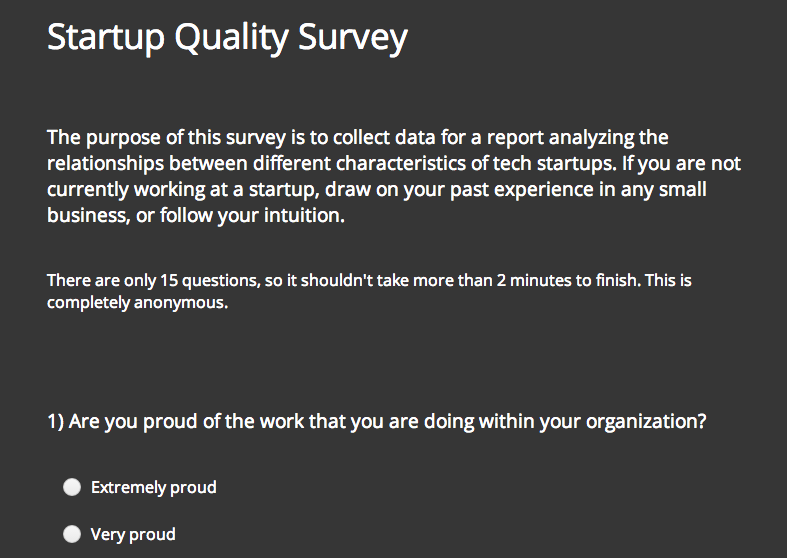 Startup Quality Survey
The purpose of this survey is to collect data for a report analyzing the
relationships between different characteristics of tech startups. If you are not
currently working at a startup, draw on your past experience in any small
business, or follow your intuition.
There are only 15 questions, so it shouldn't take more than 2 minutes to finish. This is
completely anonymous.
1) Are you proud of the work that you are doing within your organization?
Extremely proud
Very proud